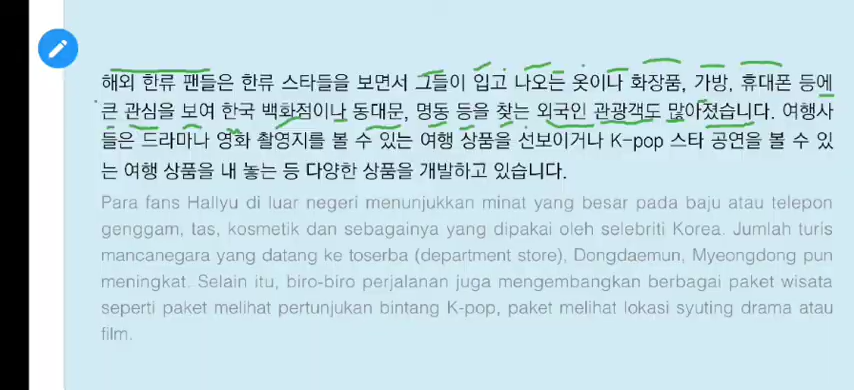 해외 한류 팬들은 한류 스타들을 보면서 그들이 입고 나오는 옷이나 화장품, 가방, 휴대폰 등에
큰 관심을 보여 한국 백화점이나 동대문, 명동 등을 찾는 외국인 관광객도 많아졌습니다. 여행사
들은 드라마나 영화 촬영지를 볼 수 있는 여행 상품을 선보이거나 K-pop 스타 공연을 볼 수 있
는 여행 상품을 내 놓는 등 다양한 상품을 개발하고 있습니다.
Para fans Hallyu di luar negeri menunjukkan minat yang besar pada baju atau telepon
genggam, tas, kosmetik dan sebagainya yang dipakai oleh selebriti Korea. Jumlah turis
mancanegara yang datang ke toserba (department store), Dongdaemun, Myeongdong pun
meningkat. Selain itu, biro-biro perjalanan juga mengembangkan berbagai paket wisata
seperti paket melihat pertunjukan bintang K-pop, paket melihat lokasi syuting drama atau
film.